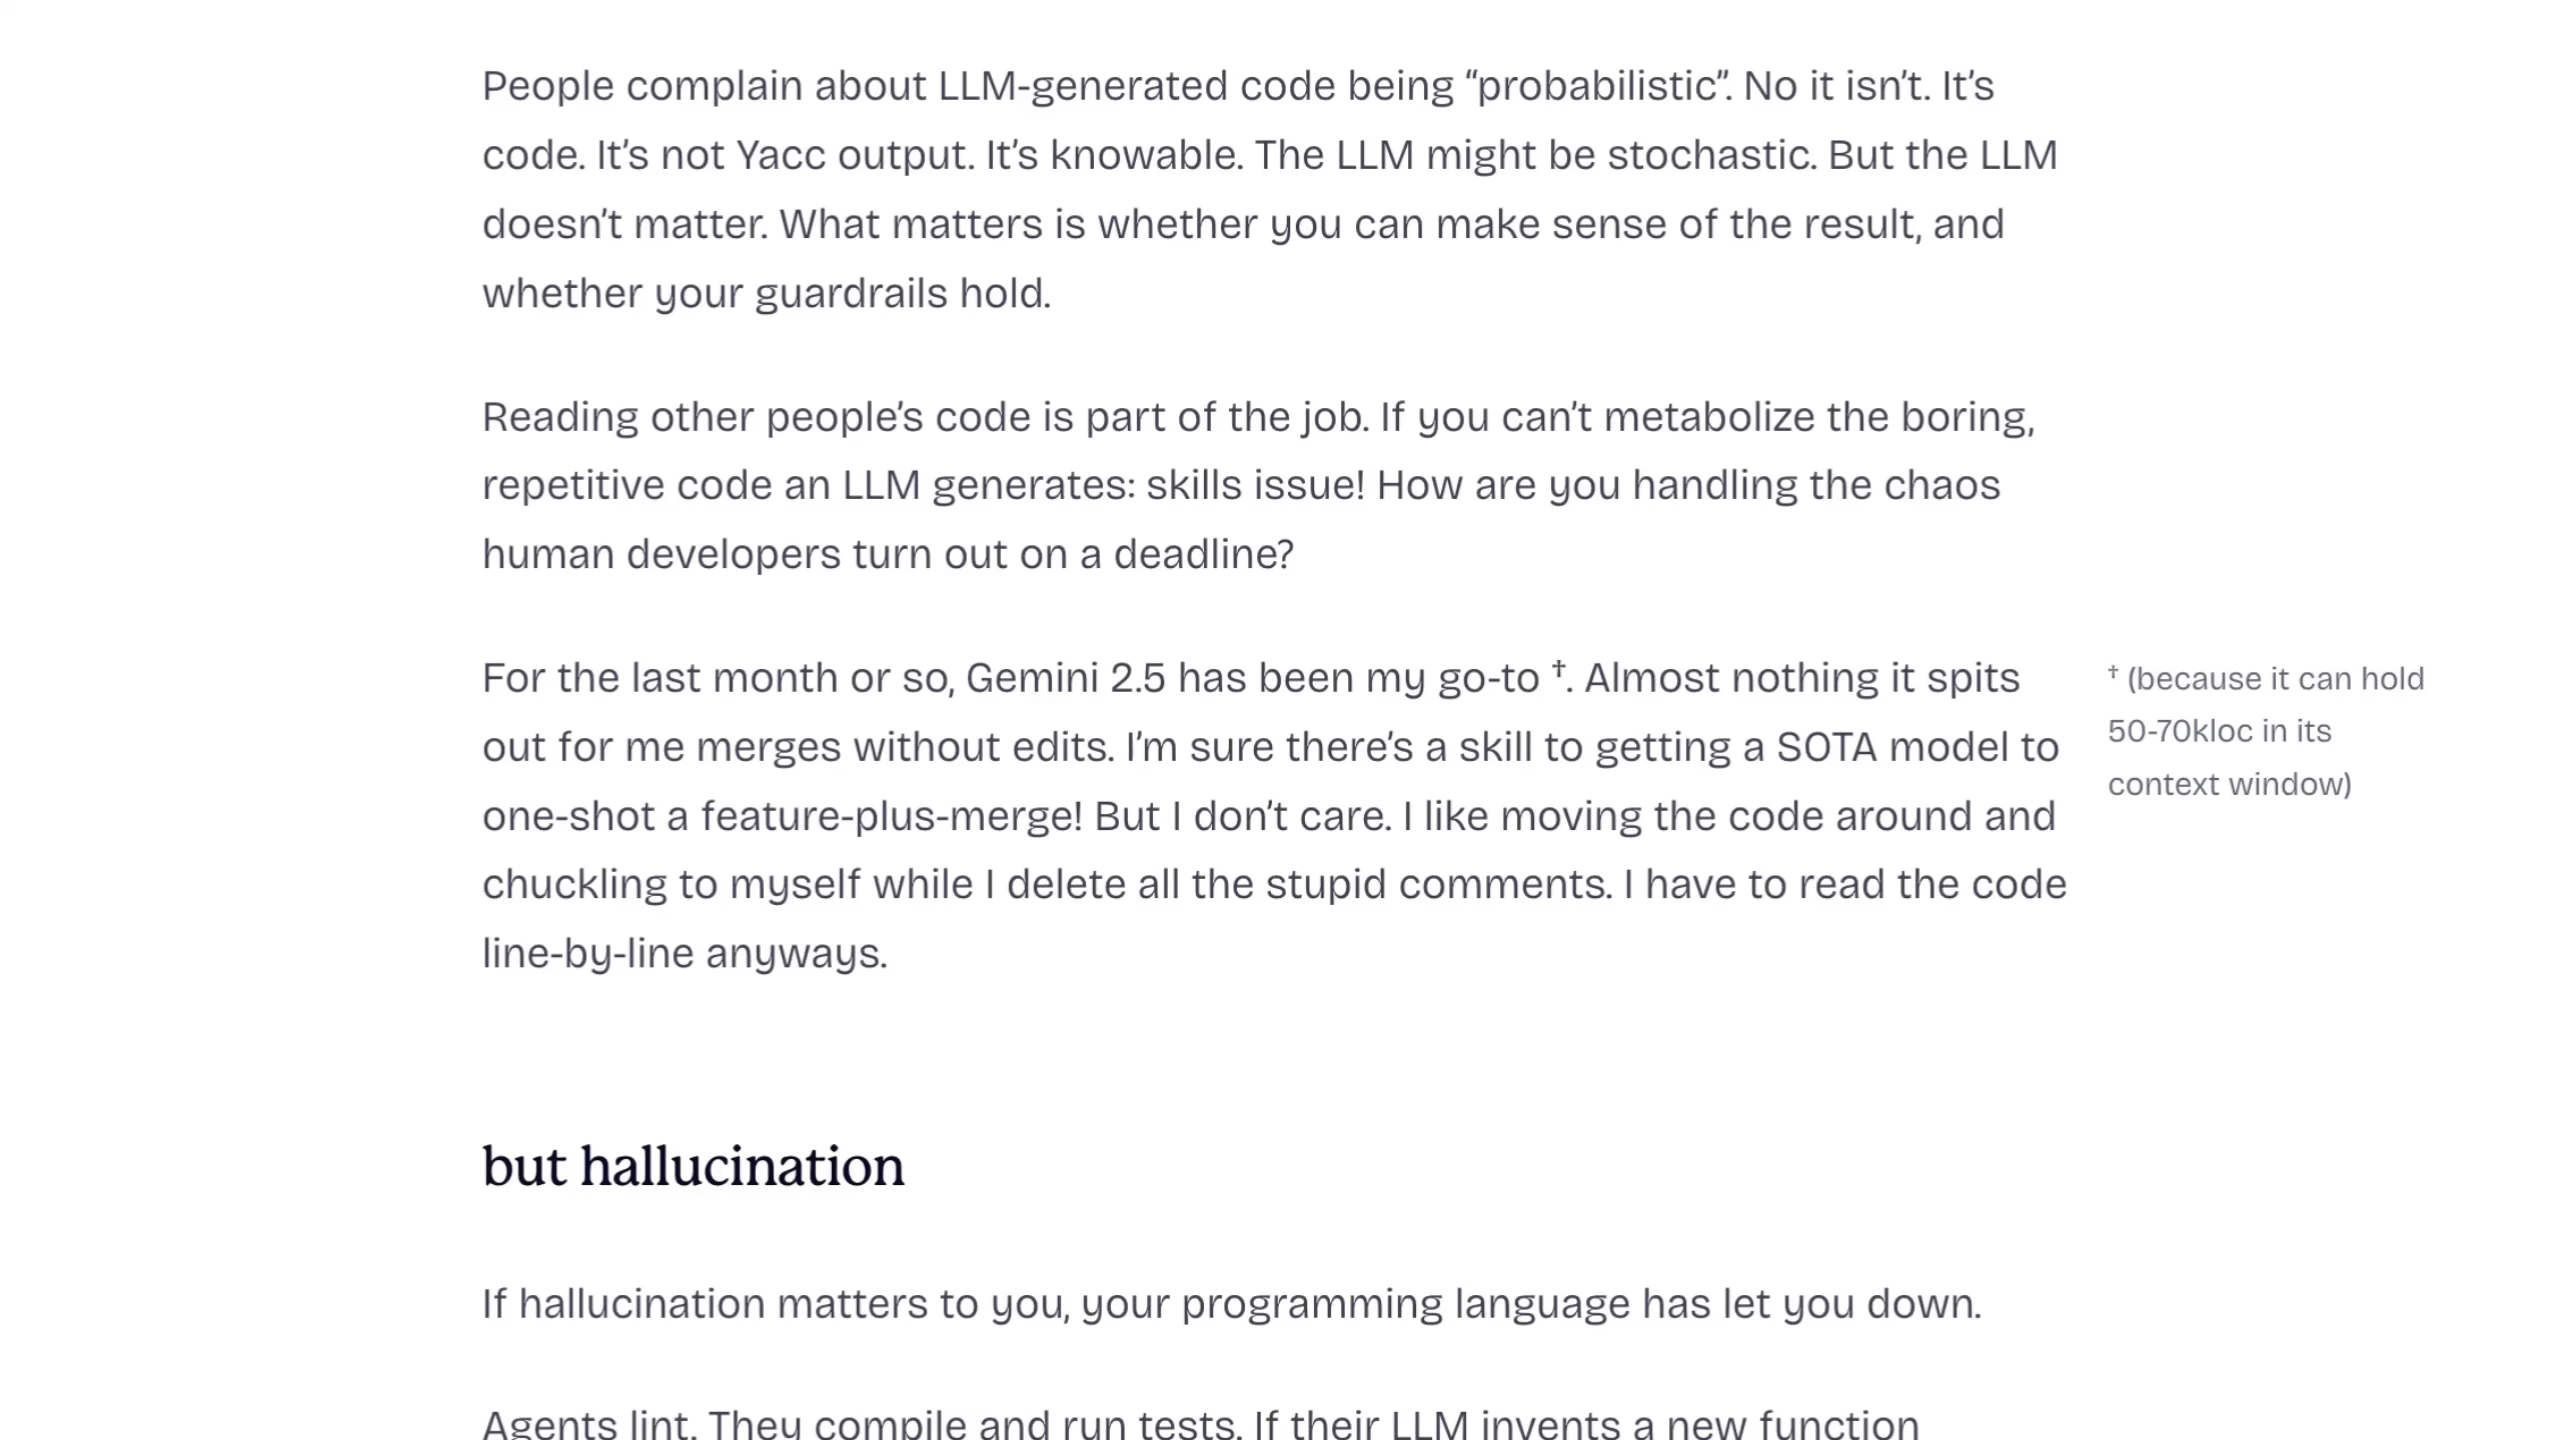 People complain about LLM-generated code being “probabilistic”. No it isn’t. It’s
code. It’s not Yacc output. It’s knowable. The LLM might be stochastic. But the LLM
doesn’t matter. What matters is whether you can make sense of the result, and
whether your guardrails hold.
Reading other people’s code is part of the job. If you can’t metabolize the boring,
repetitive code an LLM generates: skills issue! How are you handling the chaos
human developers turn out on a deadline?
For the last month or so, Gemini 2.5 has been my go-to †. Almost nothing it spits
out for me merges without edits. I’m sure there’s a skill to getting a SOTA model to
one-shot a feature-plus-merge! But I don’t care. I like moving the code around and
chuckling to myself while I delete all the stupid comments. I have to read the code
line-by-line anyways.
† (because it can hold
50-70kloc in its
context window)
but hallucination
If hallucination matters to you, your programming language has let you down.
Agents lint. They compile and run tests. If their LLM invents a new function